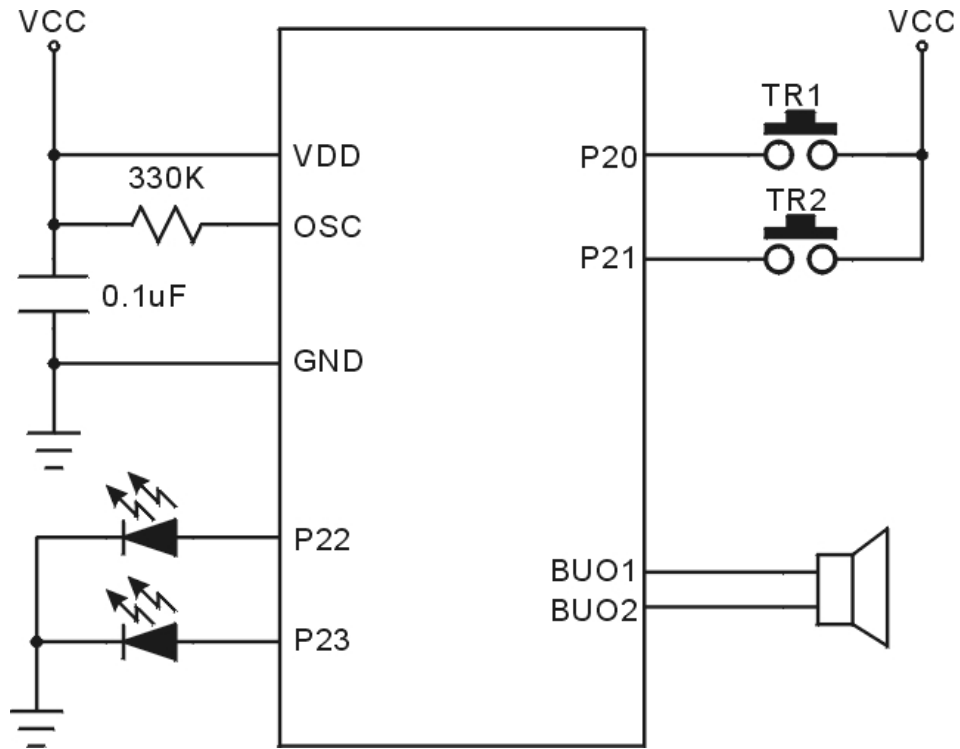 VCC
VCC
TR1
VDD
P20
330K
TR2
OSC
P21
0.1uF
GND
P22
BUO1
BUO2
P23